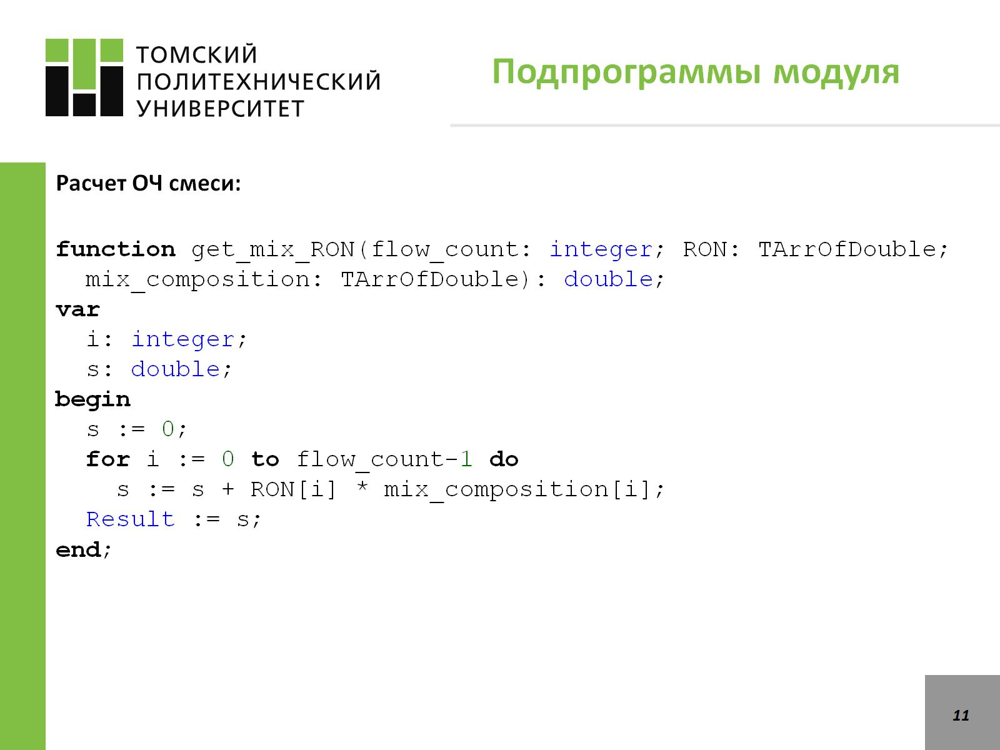 ТОМСКИЙ
ПОЛИТЕХНИЧЕСКИЙ
УНИВЕРСИТЕТ
Подпрограммы модуля
Расчет ОЧ смеси:
function get_mix_RON(flow_count: integer; RON: TArrOfDouble;
  mix_composition: TArrOfDouble): double;
var
  i: integer;
  s: double;
begin
  s := 0;
  for i := 0 to flow_count-1 do
    s := s + RON[i] * mix_composition[i];
  Result := s;
end;
11